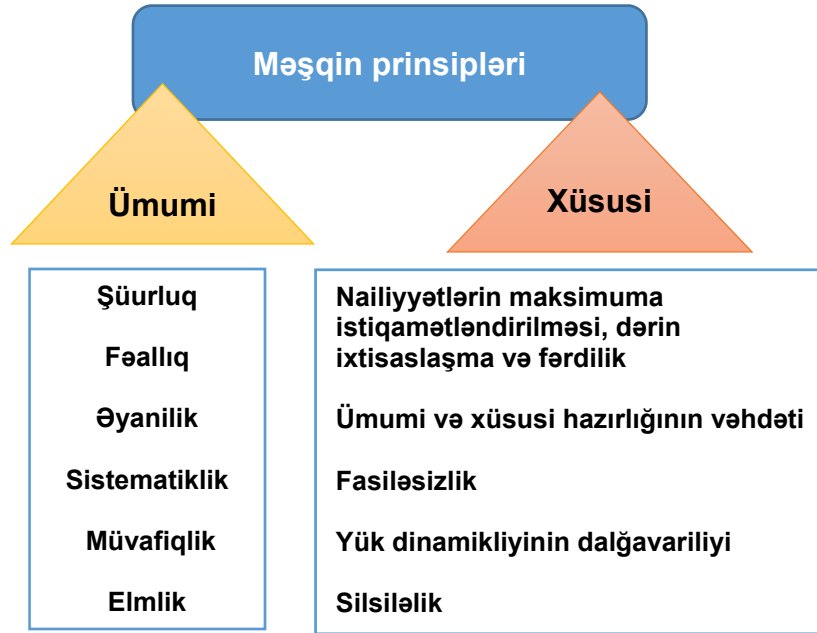 Məşqin prinsipləri
Ümumi
Xüsusi
Şüurluq
Fəallıq
Əyanilik
Sistematiklik
Müvafiqlik
Elmlik
Nailiyyətlərin maksimuma
istiqamətləndirilməsi, dərin
ixtisaslaşma və fərdilik
Ümumi və xüsusi hazırlığının vəhdəti
Fasiləsizlik
Yük dinamikliyinin dalğavariliyi
Silsiləlik